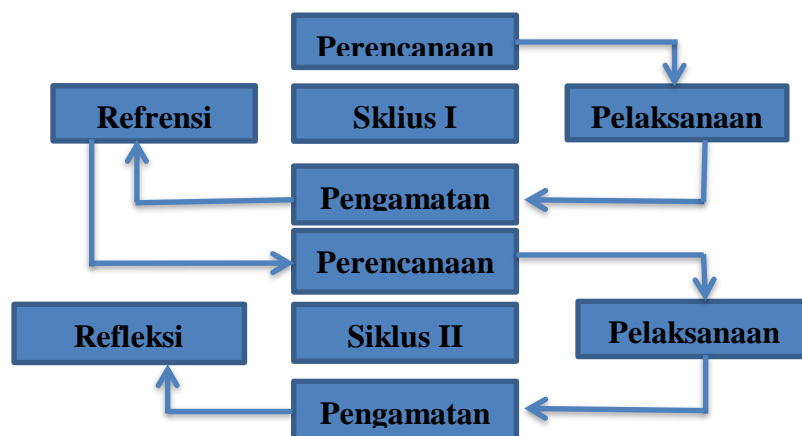 Perencanaan
Refrensi
Sklius I
Pelaksanaan
Pengamatan
Perencanaan
Refleksi
Siklus II
Pelaksanaan
Pengamatan